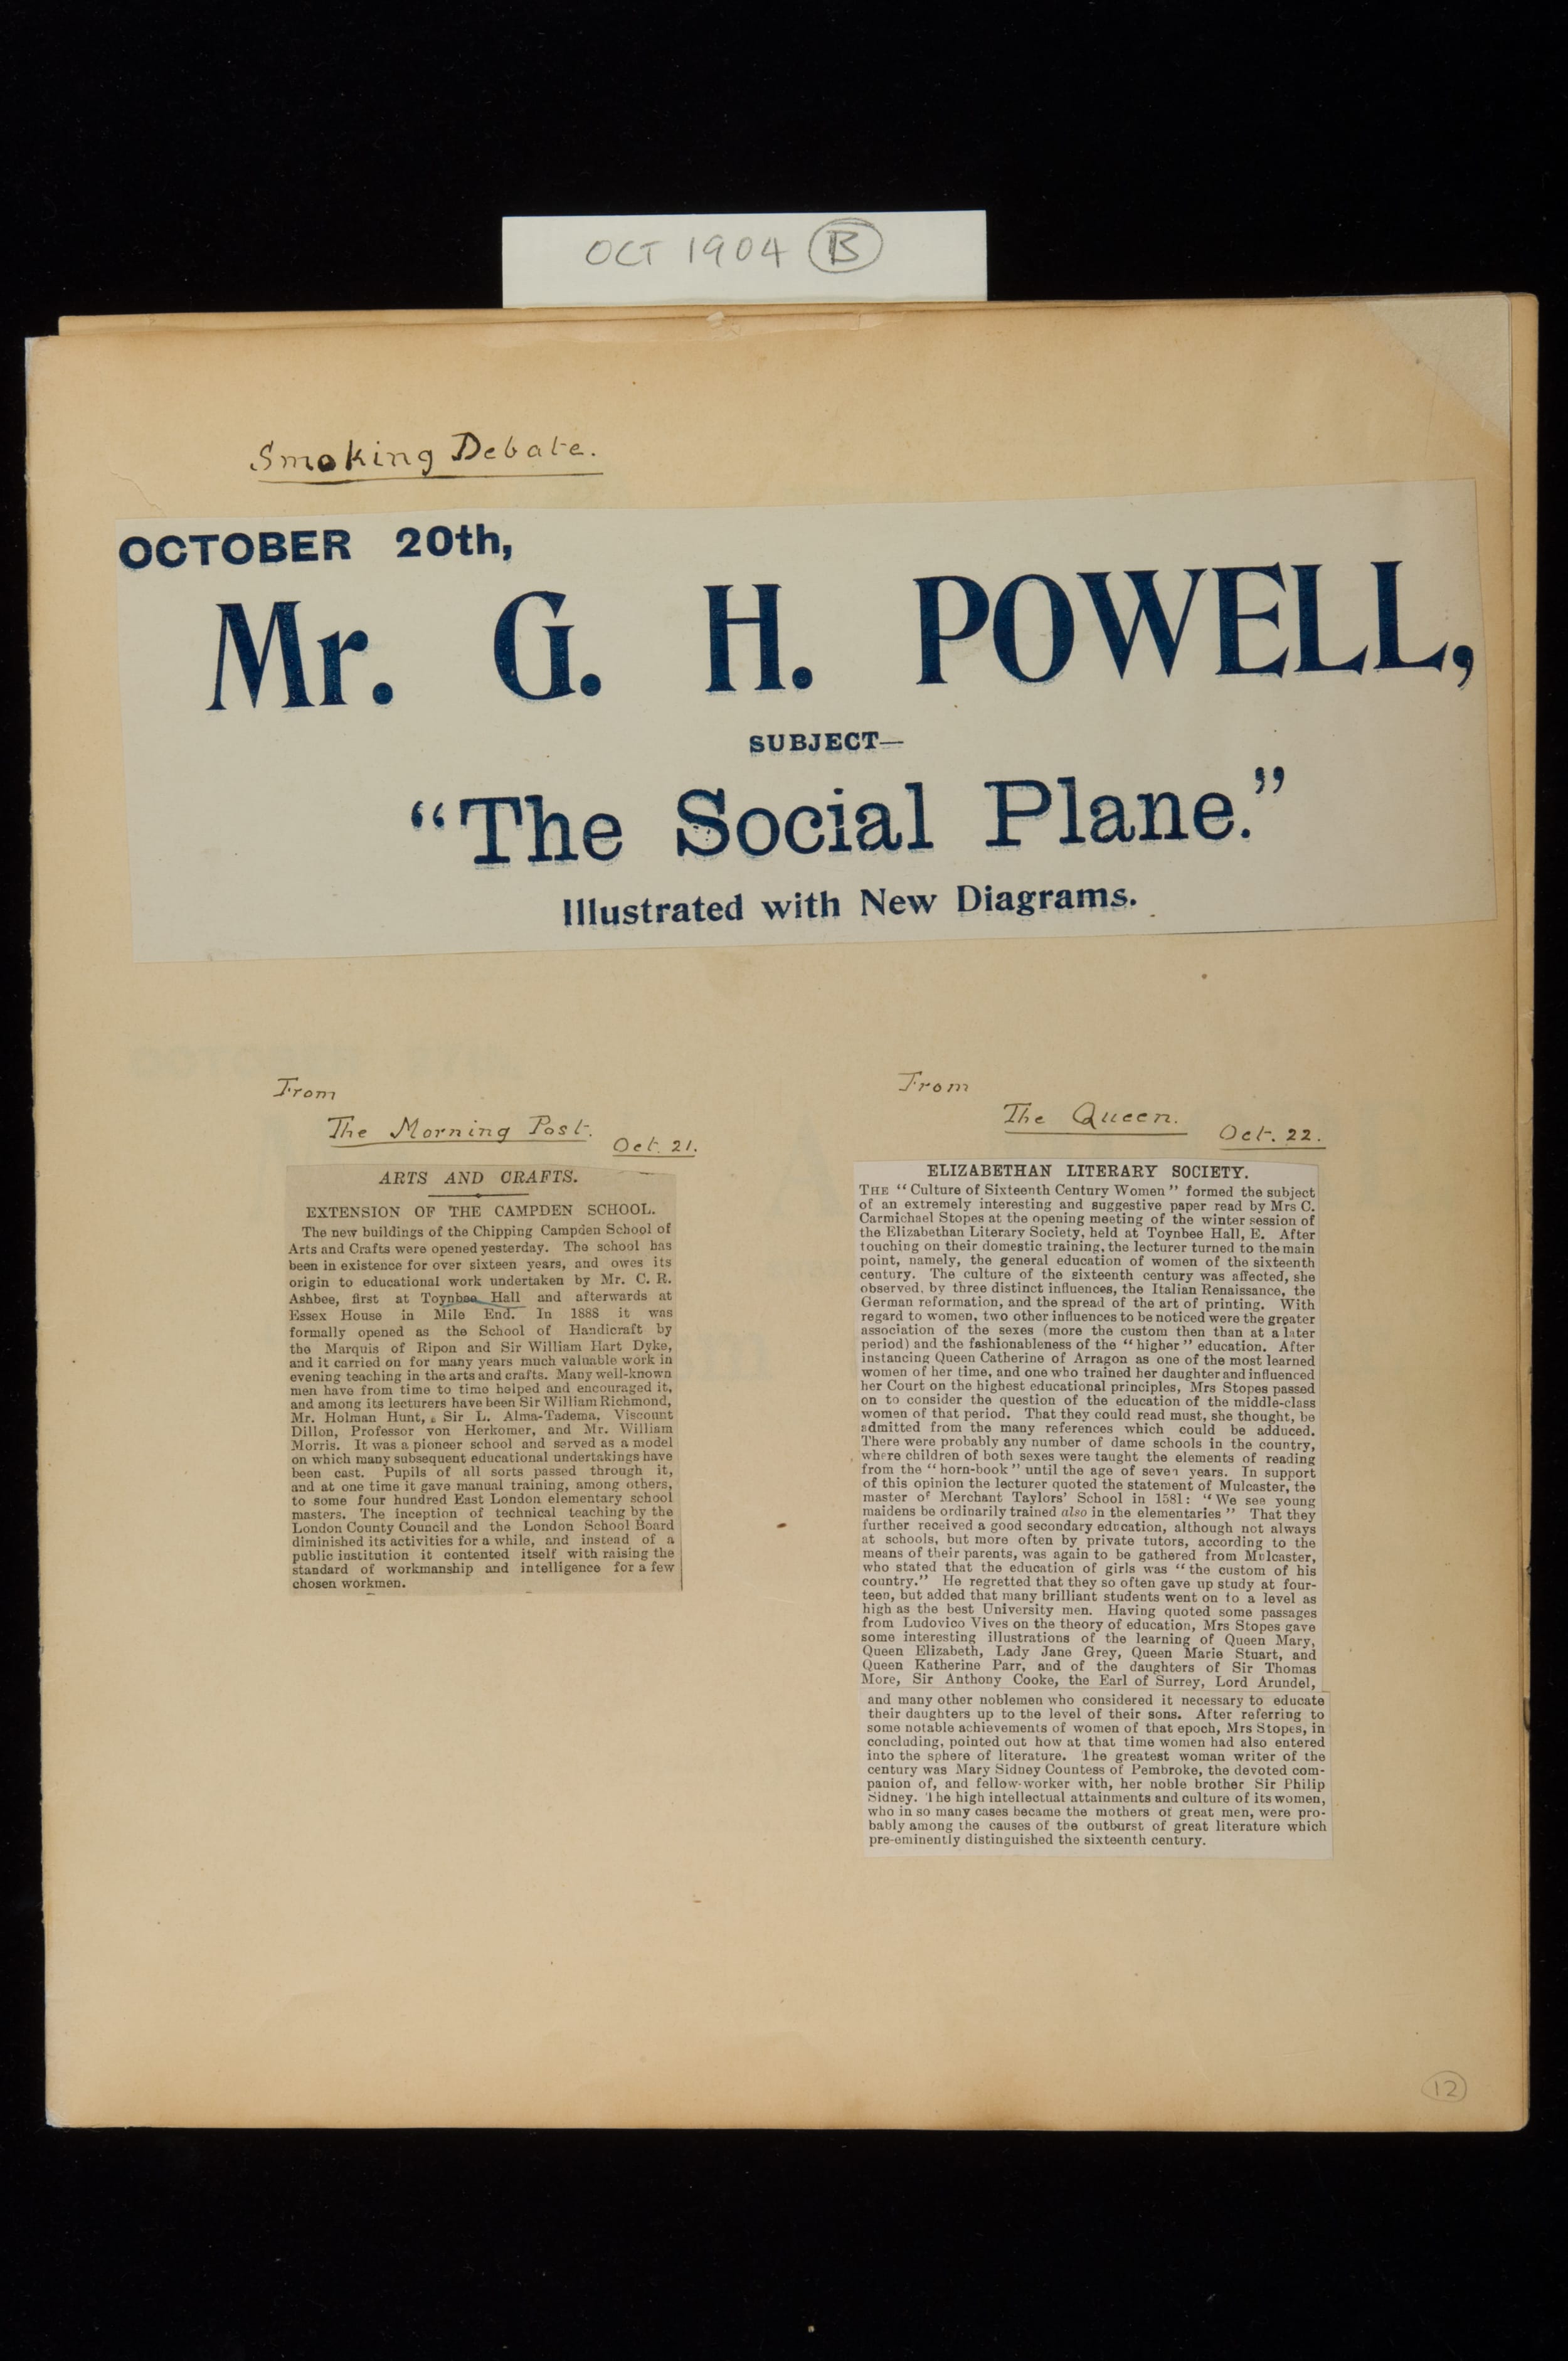 OCT 1904 B
Smoking Debate.
OCTOBER 20th,
Mr. G. H. POWELL,
SUBJECT—
"The Social Plane."
Illustrated with New Diagrams.
From
The Morning Post.
Oct. 21.
ARTS AND CRAFTS.
EXTENSION OF THE CAMPDEN SCHOOL.
The new buildings of the Chipping Campden School of
Arts and Crafts were opened yesterday. The school has
been in existence for over sixteen years, and owes its
origin to educational work undertaken by Mr. C. R.
Ashbee, first at Toynbee Hall and afterwards at
Essex House in Mile End. In 1888 it was
formally opened as the School of Handicraft by
the Marquis of Ripon and Sir William Hart Dyke,
and it carried on for many years much valuable work in
evening teaching in the arts and crafts. Many well-known
men have from time to time helped and encouraged it,
and among its lecturers have been Sir William Richmond,
Mr. Holman Hunt, Sir L. Alma-Tadema, Viscount
Dillon, Professor von Herkomer, and Mr. William
Morris. It was a pioneer school and served as a model
on which many subsequent educational undertakings have
been cast. Pupils of all sorts passed through it,
and at one time it gave manual training, among others,
to some four hundred East London elementary school
masters. The inception of technical teaching by the
London County Council and the London School Board
diminished its activities for a while, and instead of a
public institution it contented itself with raising the
standard of workmanship and intelligence for a few
chosen workmen.
From
The Queen.
Oct. 22.
ELIZABETHAN LITERARY SOCIETY.
THE "Culture of Sixteenth Century Women" formed the subject
of an extremely interesting and suggestive paper read by Mrs C.
Carmichael Stopes at the opening meeting of the winter session of
the Elizabethan Literary Society, held at Toynbee Hall, E. After
touching on their domestic training, the lecturer turned to the main
point, namely, the general education of women of the sixteenth
century. The culture of the sixteenth century was affected, she
observed, by three distinct influences, the Italian Renaissance, the
German reformation, and the spread of the art of printing. With
regard to women, two other influences to be noticed were the greater
association of the sexes (more the custom then than at a later
period) and the fashionableness of the "higher" education. After
instancing Queen Catherine of Arragon as one of the most learned
women of her time, and one who trained her daughter and influenced
her Court on the highest educational principles, Mrs Stopes passed
on to consider the question of the education of the middle-class
women of that period. That they could read must, she thought, be
admitted from the many references which could be adduced.
There were probably any number of dame schools in the country,
where children of both sexes were taught the elements of reading
from the "horn-book" until the age of seven years. In support
of this opinion the lecturer quoted the statement of Mulcaster, the
master of Merchant Taylors' School in 1581: "We see young
maidens be ordinarily trained also in the elementaries" That they
further received a good secondary education, although not always
at schools, but more often by private tutors, according to the
means of their parents, was again to be gathered from Mulcaster,
who stated that the education of girls was "the custom of his
country." He regretted that they so often gave up study at four-
teen, but added that many brilliant students went on to a level as
high as the best University men. Having quoted some passages
from Ludovico Vives on the theory of education, Mrs Stopes gave
some interesting illustrations of the learning of Queen Mary,
Queen Elizabeth, Lady Jane Grey, Queen Marie Stuart, and
Queen Katherine Parr, and of the daughters of Sir Thomas
More, Sir Anthony Cooke, the Earl of Surrey, Lord Arundel,
and many other noblemen who considered it necessary to educate
their daughters up to the level of their sons. After referring to
some notable achievements of women of that epoch, Mrs Stopes, in
concluding, pointed out how at that time women had also entered
into the sphere of literature. The greatest woman writer of the
century was Mary Sidney Countess of Pembroke, the devoted com-
panion of, and fellow-worker with, her noble brother Sir Philip
Sidney. The high intellectual attainments and culture of its women,
who in so many cases became the mothers of great men, were pro-
bably among the causes of the outburst of great literature which
pre-eminently distinguished the sixteenth century.
12